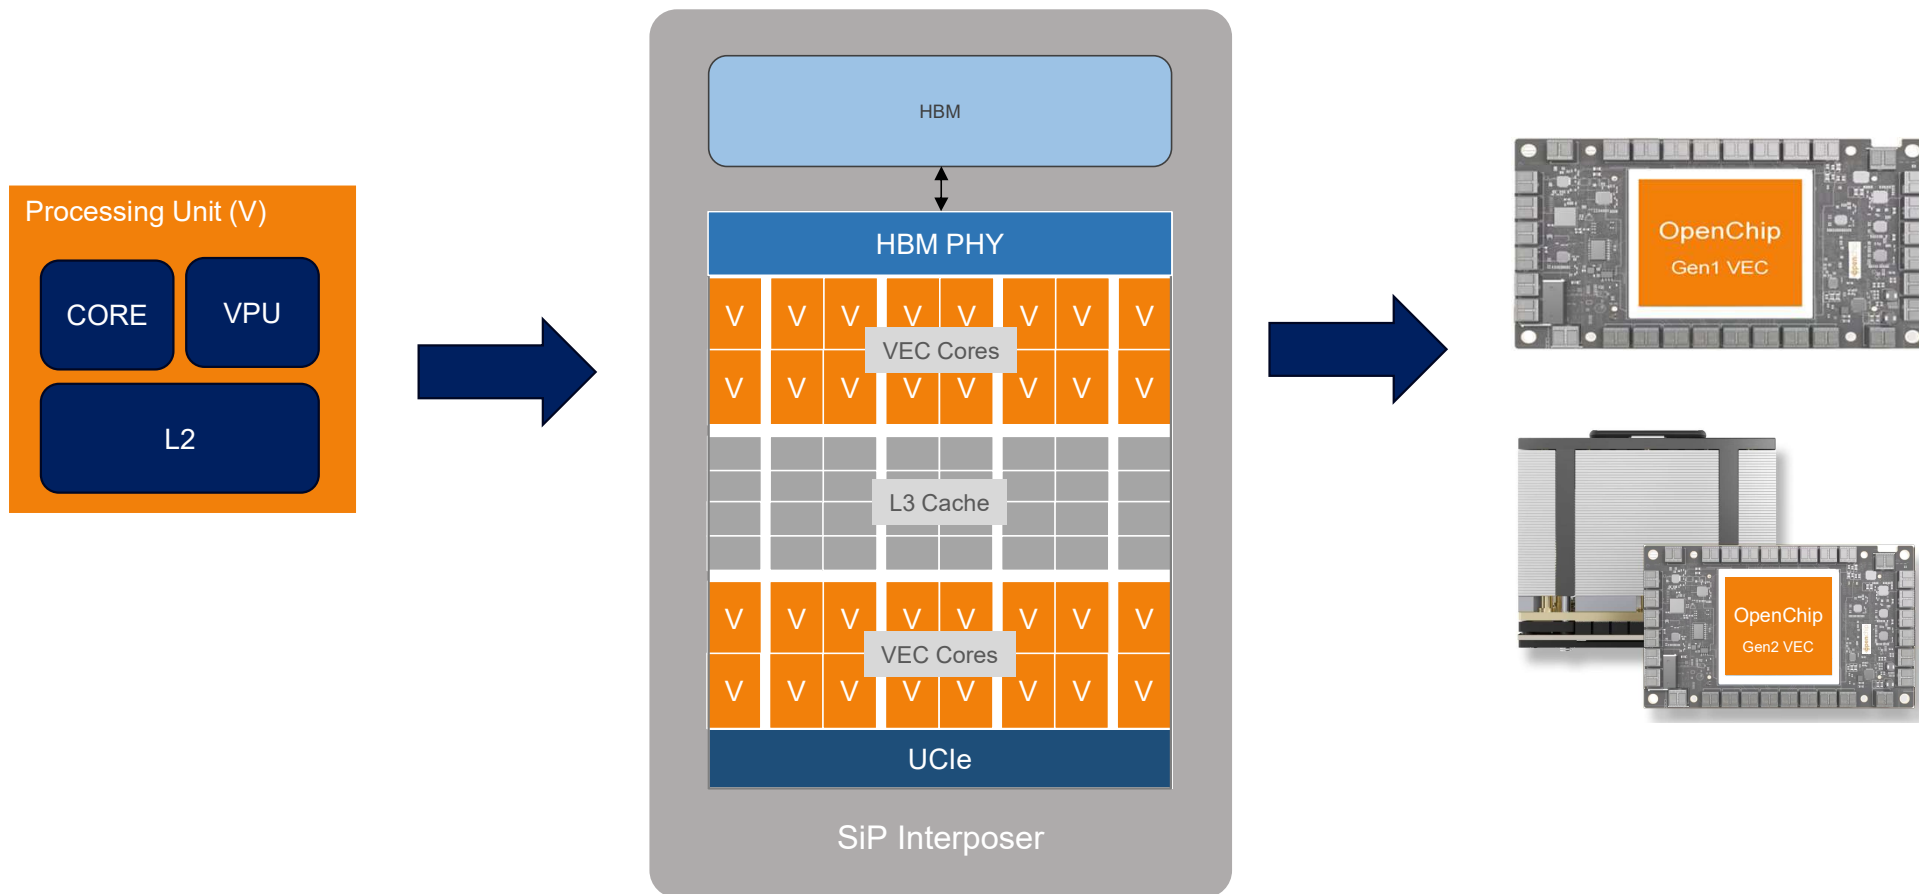 Processing Unit (V)
CORE
VPU
L2
HBM
HBM PHY
V V V V V V V V
VEC Cores
V V V V V V V V
L3 Cache
V V V V V V V V
VEC Cores
V V V V V V V V
UCIe
SiP Interposer
OpenChip
Gen1 VEC
OpenChip
Gen2 VEC